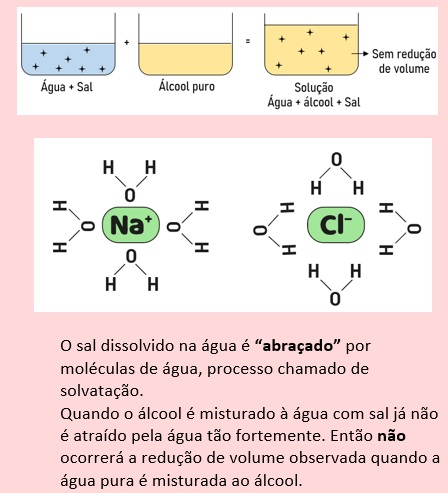 +
=
Sem redução
de volume
Água + Sal
Álcool puro
Solução
Água + álcool + Sal
H H
O
H
O
H
Na⁺
H
O
H
O
H H
O
H H
H
O
H
Cl⁻
H
O
H
H H
O
O sal dissolvido na água é “abraçado” por
moléculas de água, processo chamado de
solvatação.
Quando o álcool é misturado à água com sal já não
é atraído pela água tão fortemente. Então não
ocorrerá a redução de volume observada quando a
água pura é misturada ao álcool.